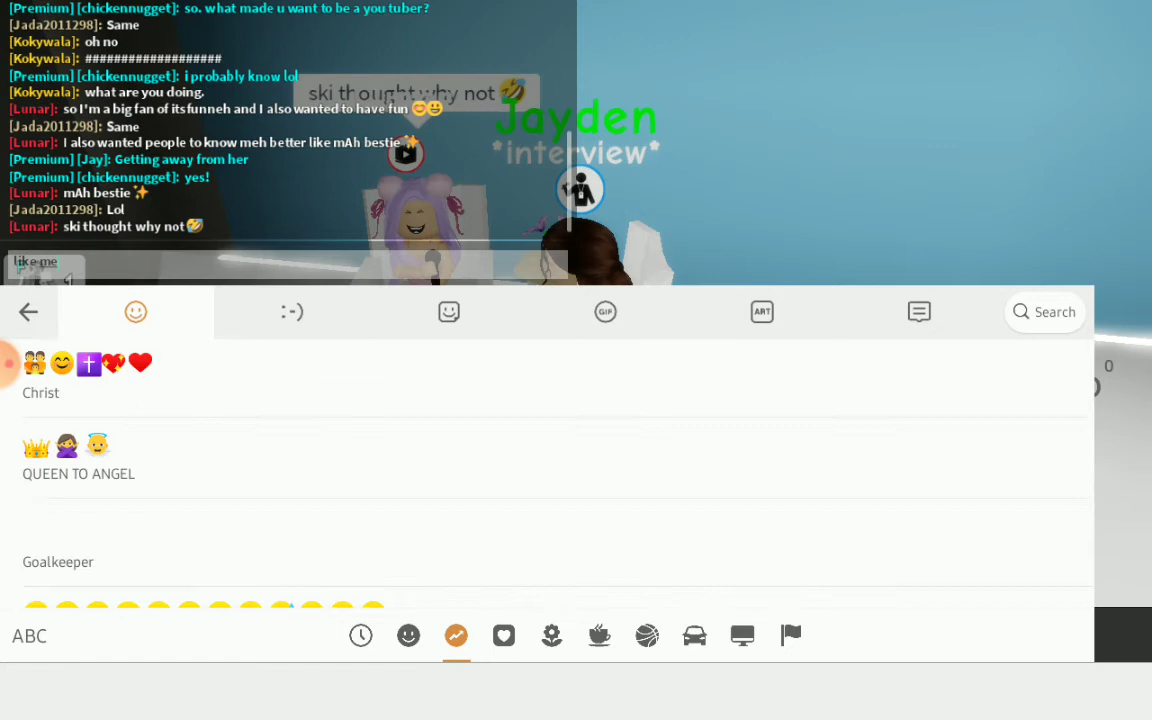 [Premium] [chickennugget]: so. what made u want to be a you tuber?
[Jada2011298]: Same
[Kokywala]: oh no
[Kokywala]: ###################
[Premium] [chickennugget]: i probably know lol
[Kokywala]: what are you doing.
[Lunar]: so I'm a big fan of itsfunneh and I also wanted to have fun 😊😃
[Jada2011298]: Same
[Lunar]: I also wanted people to know meh better like mAh bestie ✨
[Premium] [Jay]: Getting away from her
[Premium] [chickennugget]: yes!
[Lunar]: mAh bestie ✨
[Jada2011298]: Lol
[Lunar]: ski thought why not🤣
ski thought why not 🤣
Jayden
*interview*
like me
GIF
ART
Search
Christ
QUEEN TO ANGEL
Goalkeeper
0
ABC